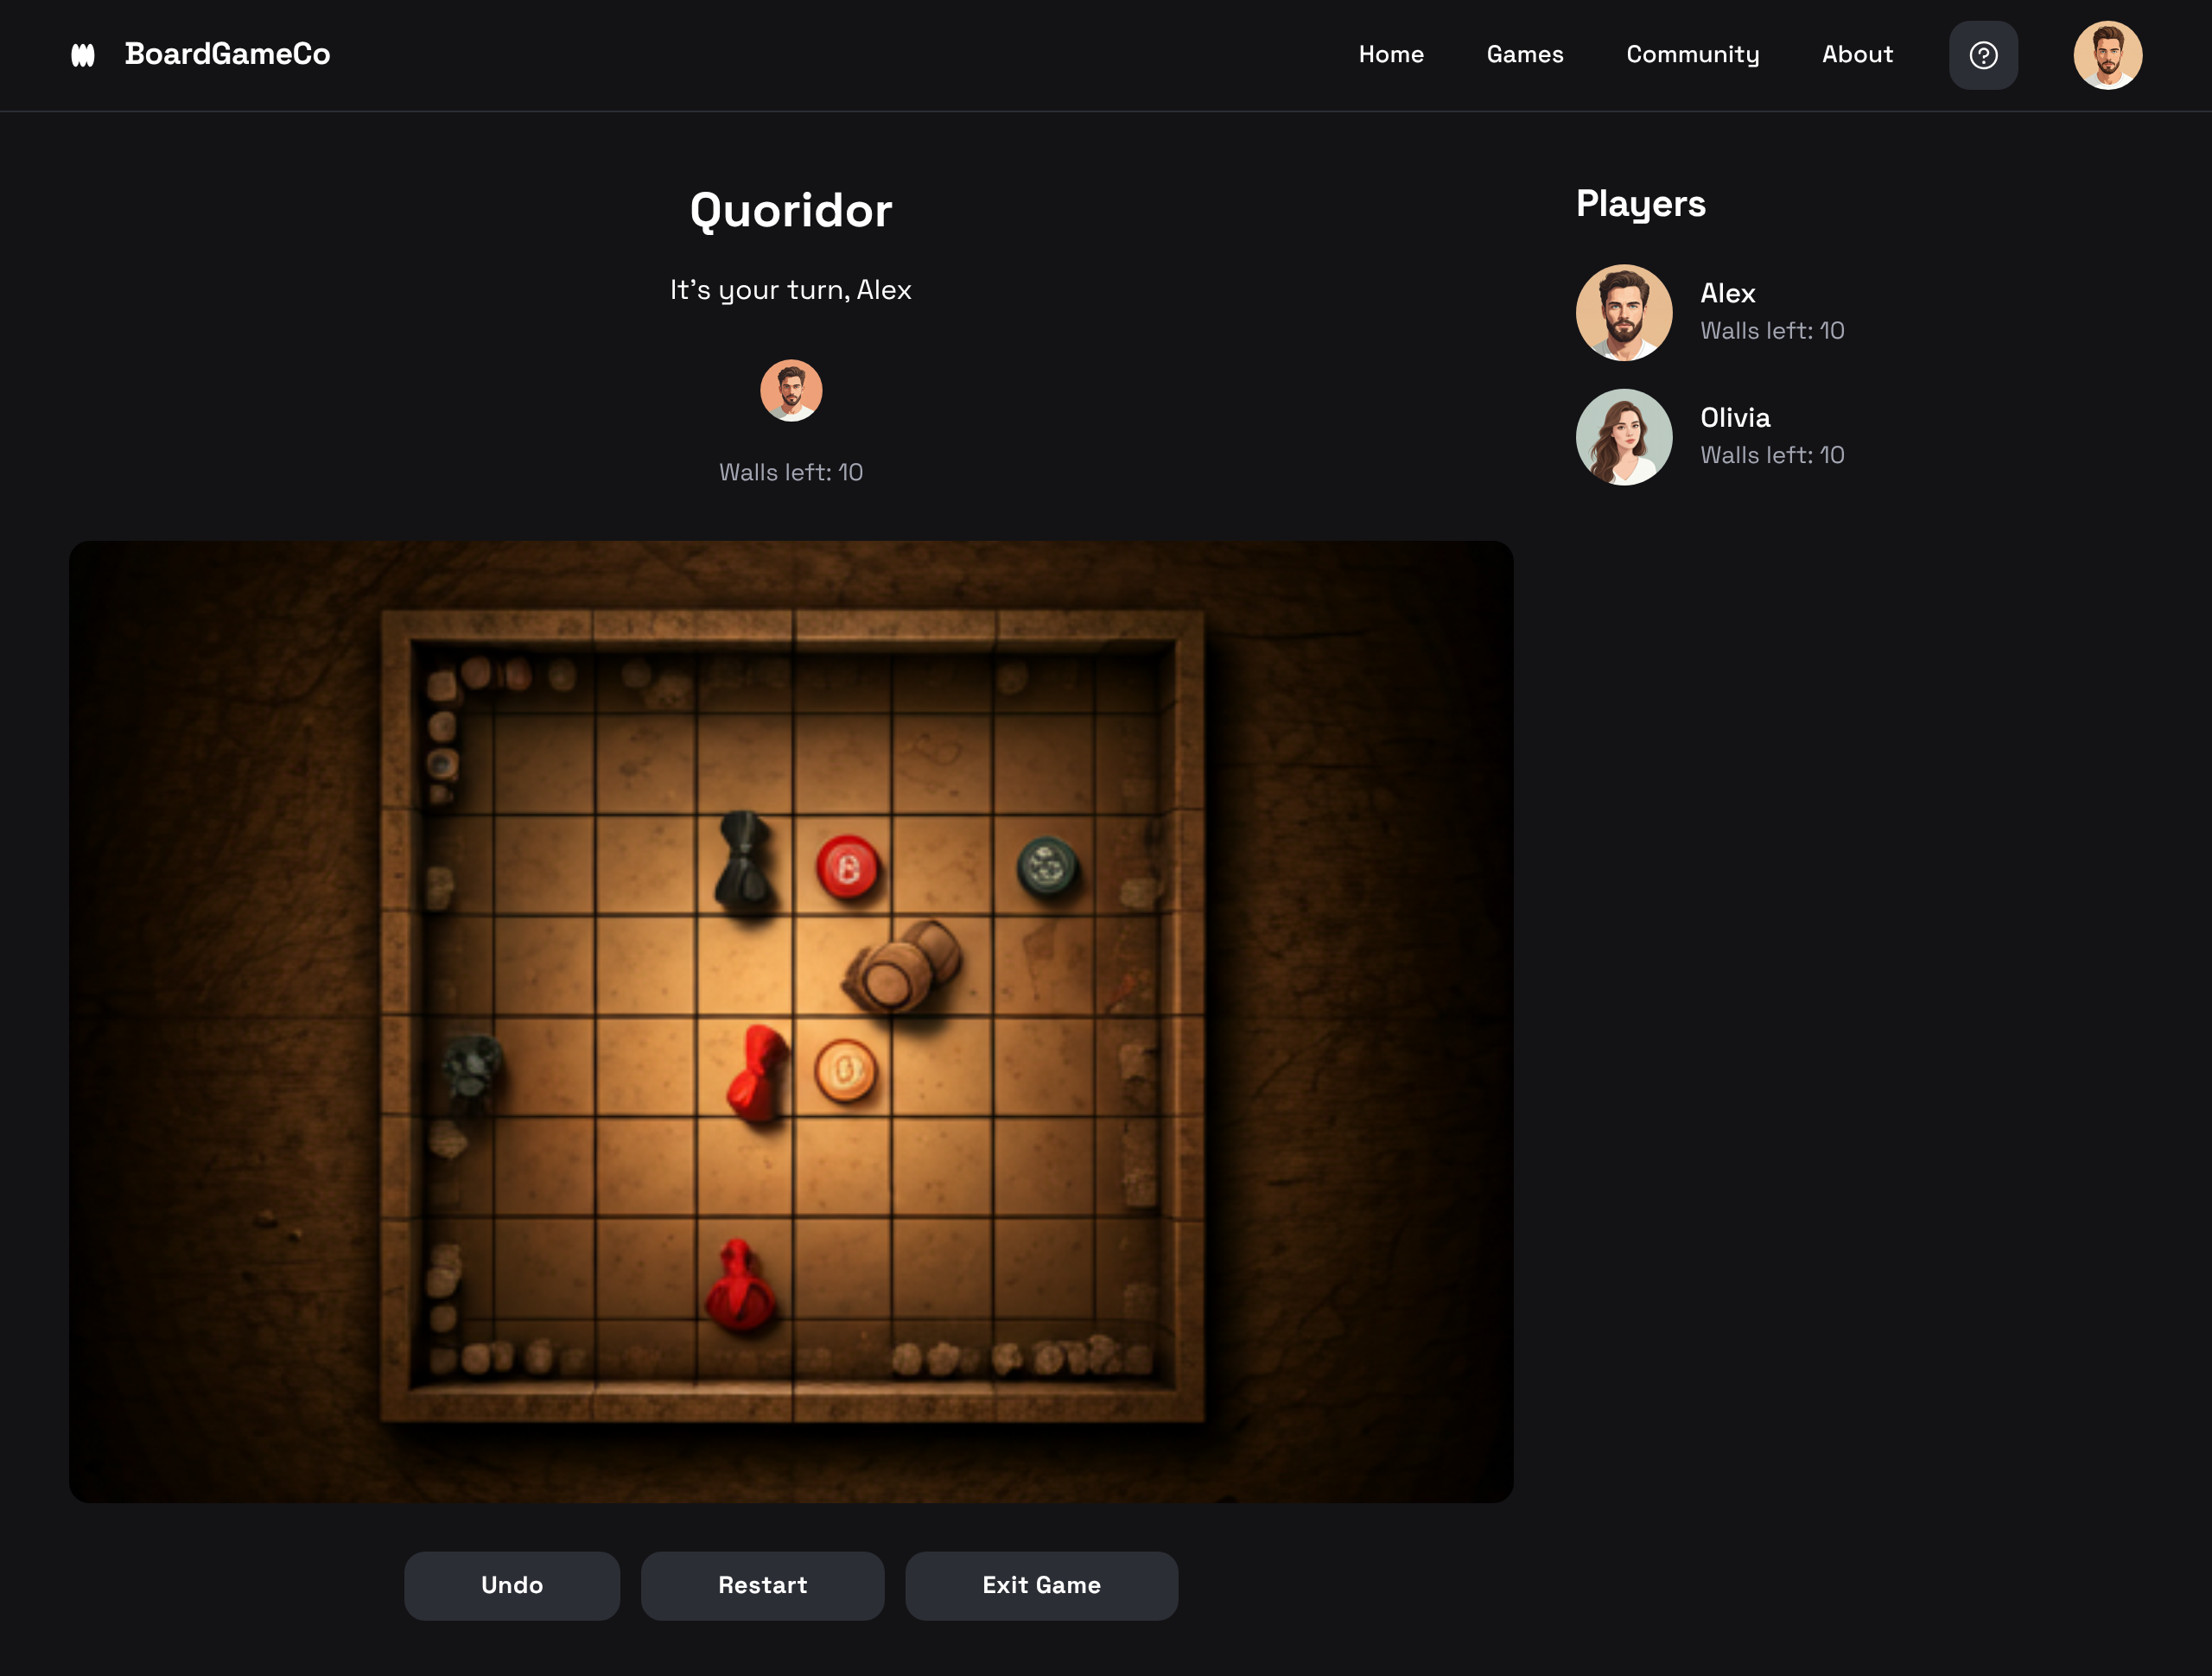 BoardGameCo
Home
Games
Community
About
Quoridor
It's your turn, Alex
Walls left: 10
Players
Alex
Walls left: 10
Olivia
Walls left: 10
Undo
Restart
Exit Game